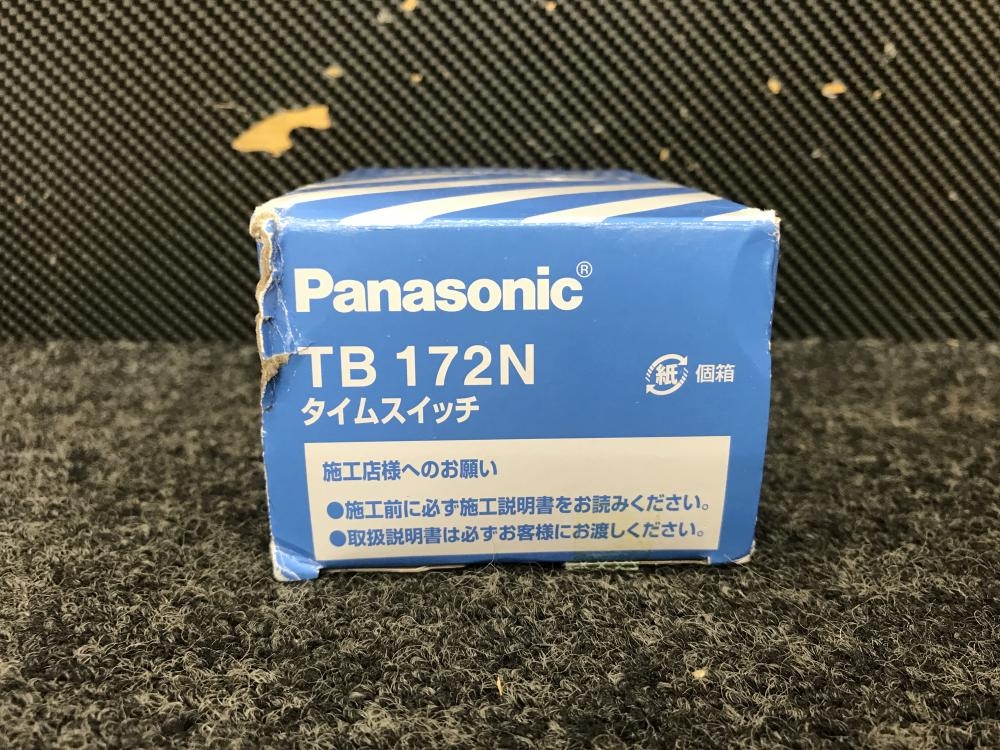 Panasonic®
TB 172N
タイムスイッチ
紙 個箱
施工店様へのお願い
●施工前に必ず施工説明書をお読みください。
●取扱説明書は必ずお客様にお渡しください。